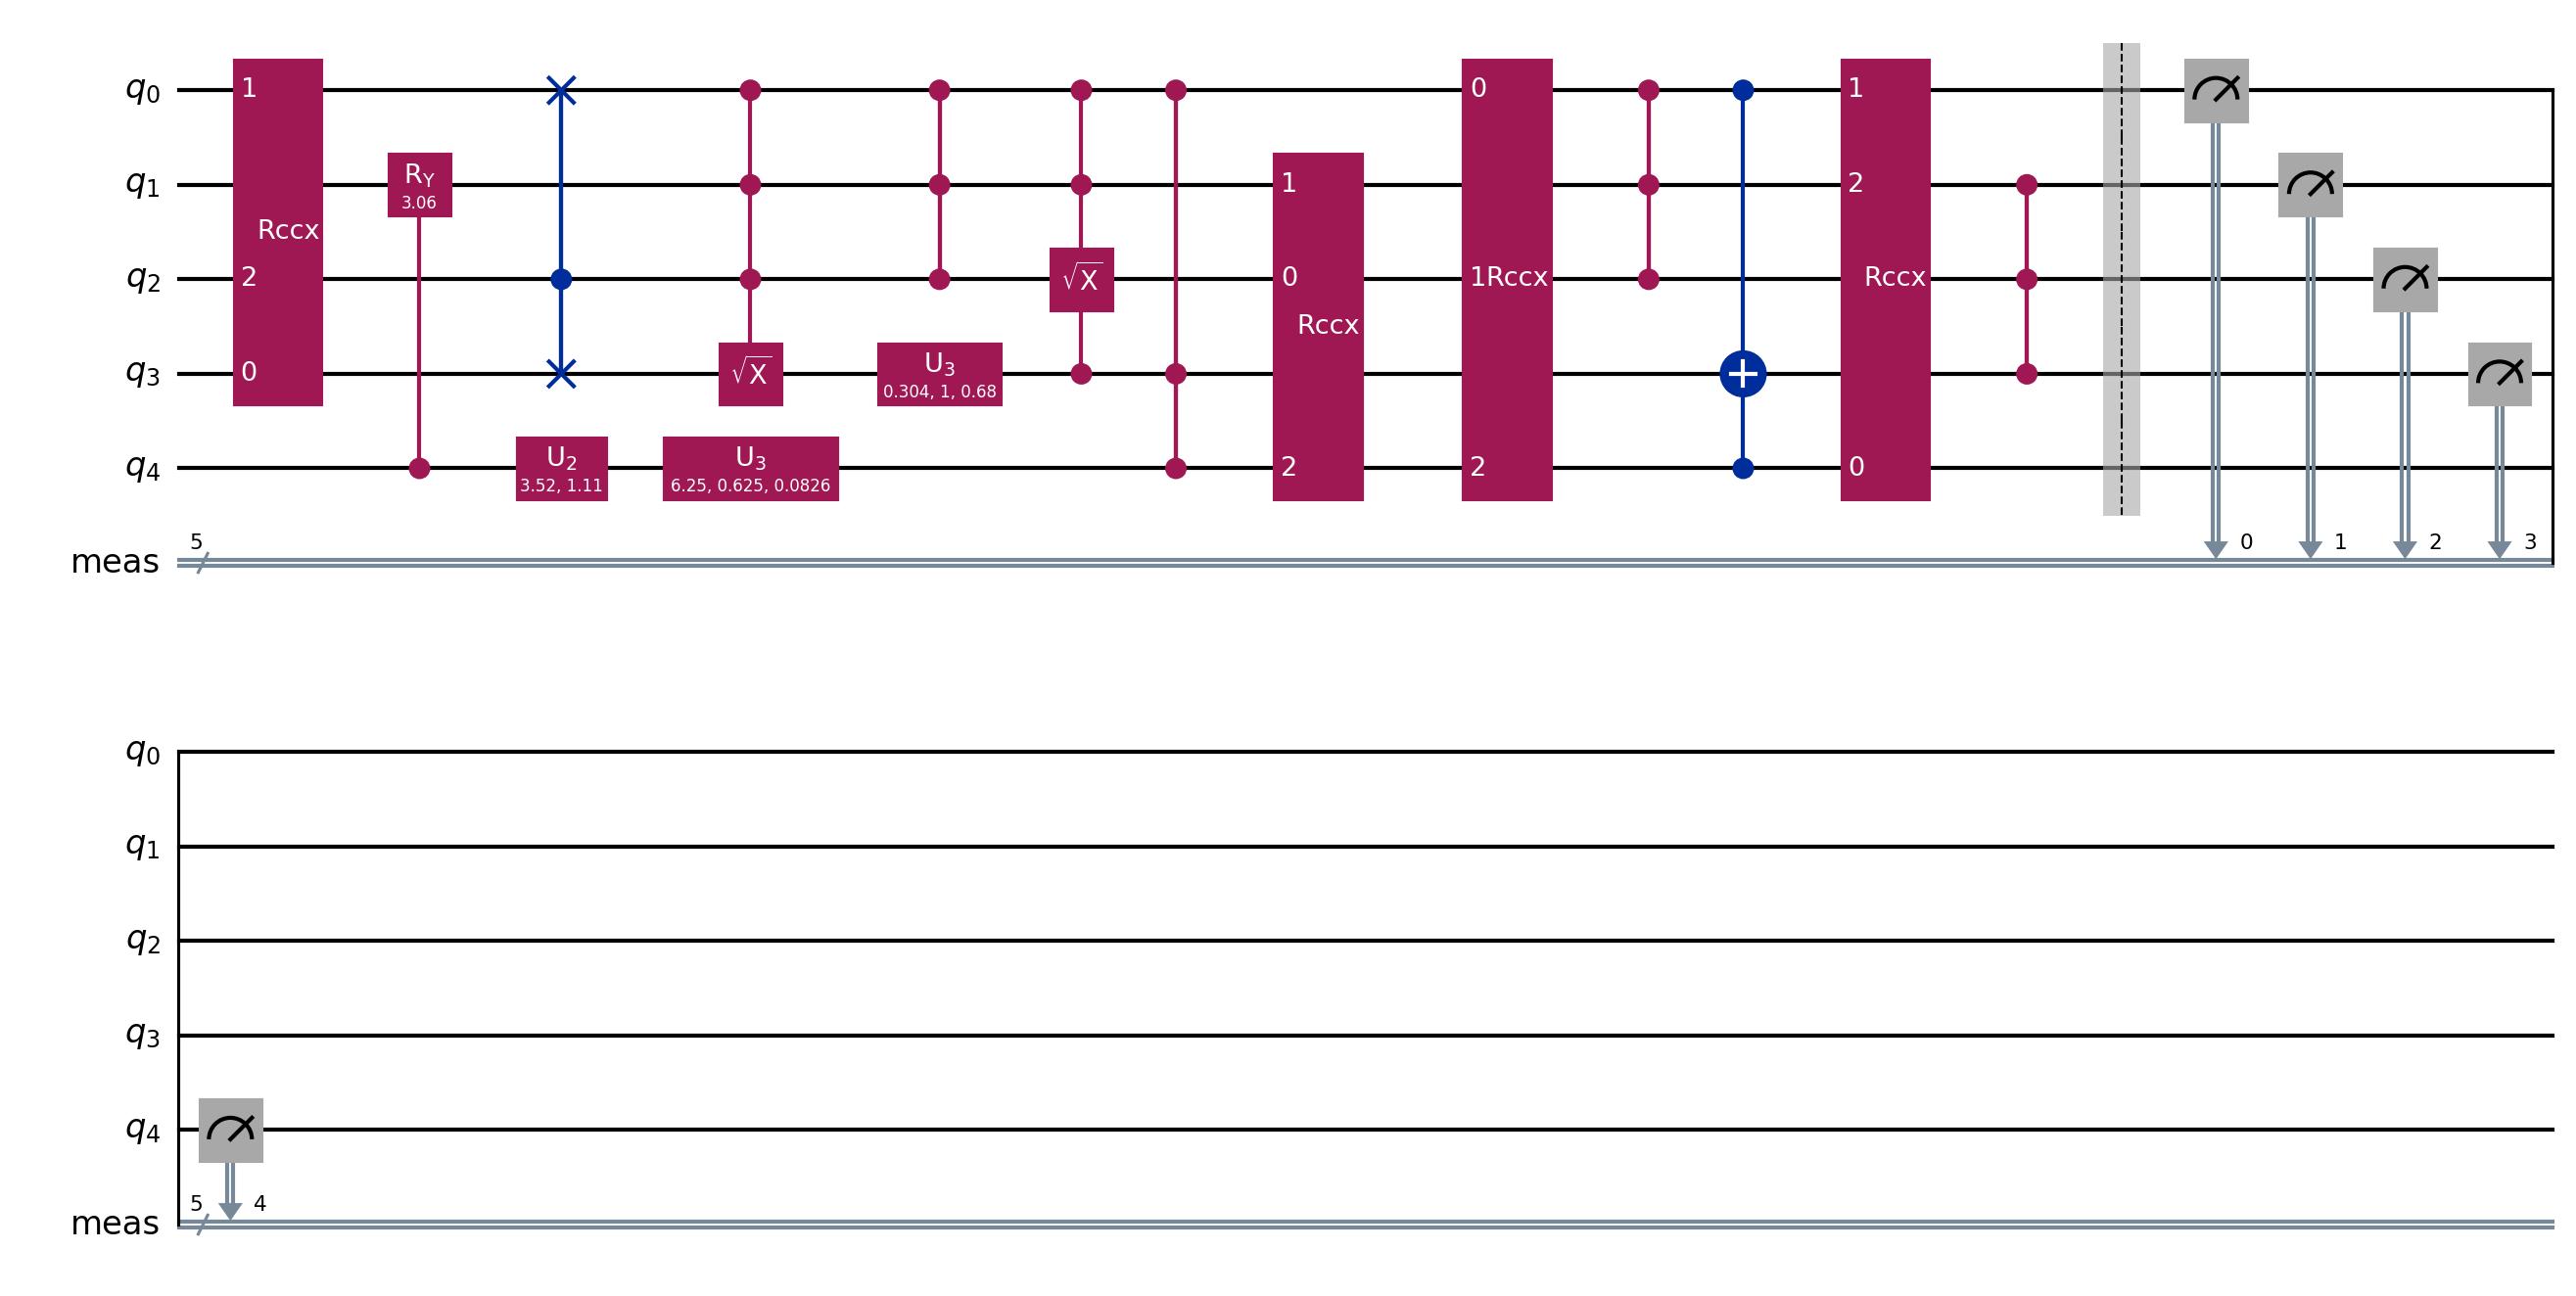 q0 1 0 1
q1 RY 3.06 1 2
Rccx
q2 2 √X 0 1Rccx Rccx
Rccx
q3 0 √X U3 0.304, 1, 0.68
q4 U2 3.52, 1.11 U3 6.25, 0.625, 0.0826 2 2 0
meas 5 0 1 2 3
q0
q1
q2
q3
q4
meas 5 4